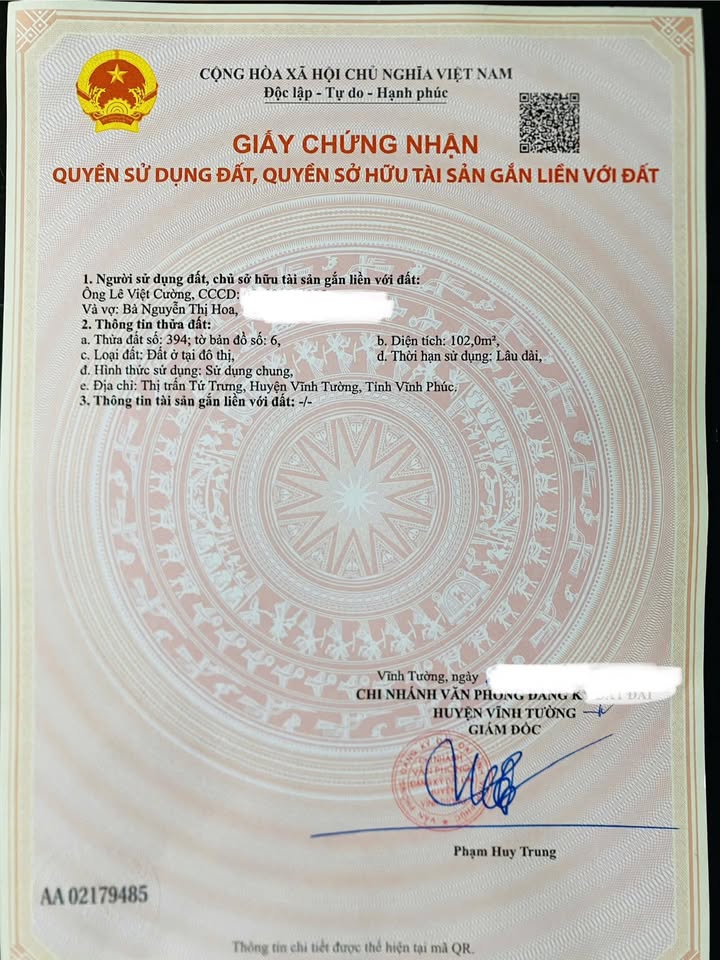 CỘNG HÒA XÃ HỘI CHỦ NGHĨA VIỆT NAM
Độc lập - Tự do - Hạnh phúc
GIẤY CHỨNG NHẬN
QUYỀN SỬ DỤNG ĐẤT, QUYỀN SỞ HỮU TÀI SẢN GẮN LIỀN VỚI ĐẤT
1. Người sử dụng đất, chủ sở hữu tài sản gắn liền với đất:
Ông Lê Việt Cường, CCCD:
Và vợ: Bà Nguyễn Thị Hoa,
2. Thông tin thửa đất:
a. Thửa đất số: 394; tờ bản đồ số: 6, b. Diện tích: 102,0m²,
c. Loại đất: Đất ở tại đô thị, d. Thời hạn sử dụng: Lâu dài,
đ. Hình thức sử dụng: Sử dụng chung,
e. Địa chỉ: Thị trấn Tứ Trưng, Huyện Vĩnh Tường, Tỉnh Vĩnh Phúc.
3. Thông tin tài sản gắn liền với đất: -/-
Vĩnh Tường, ngày
CHI NHÁNH VĂN PHÒNG ĐĂNG KÝ ĐẤT ĐAI
HUYỆN VĨNH TƯỜNG
GIÁM ĐỐC
Phạm Huy Trung
AA 02179485
Thông tin chi tiết được thể hiện tại mã QR.